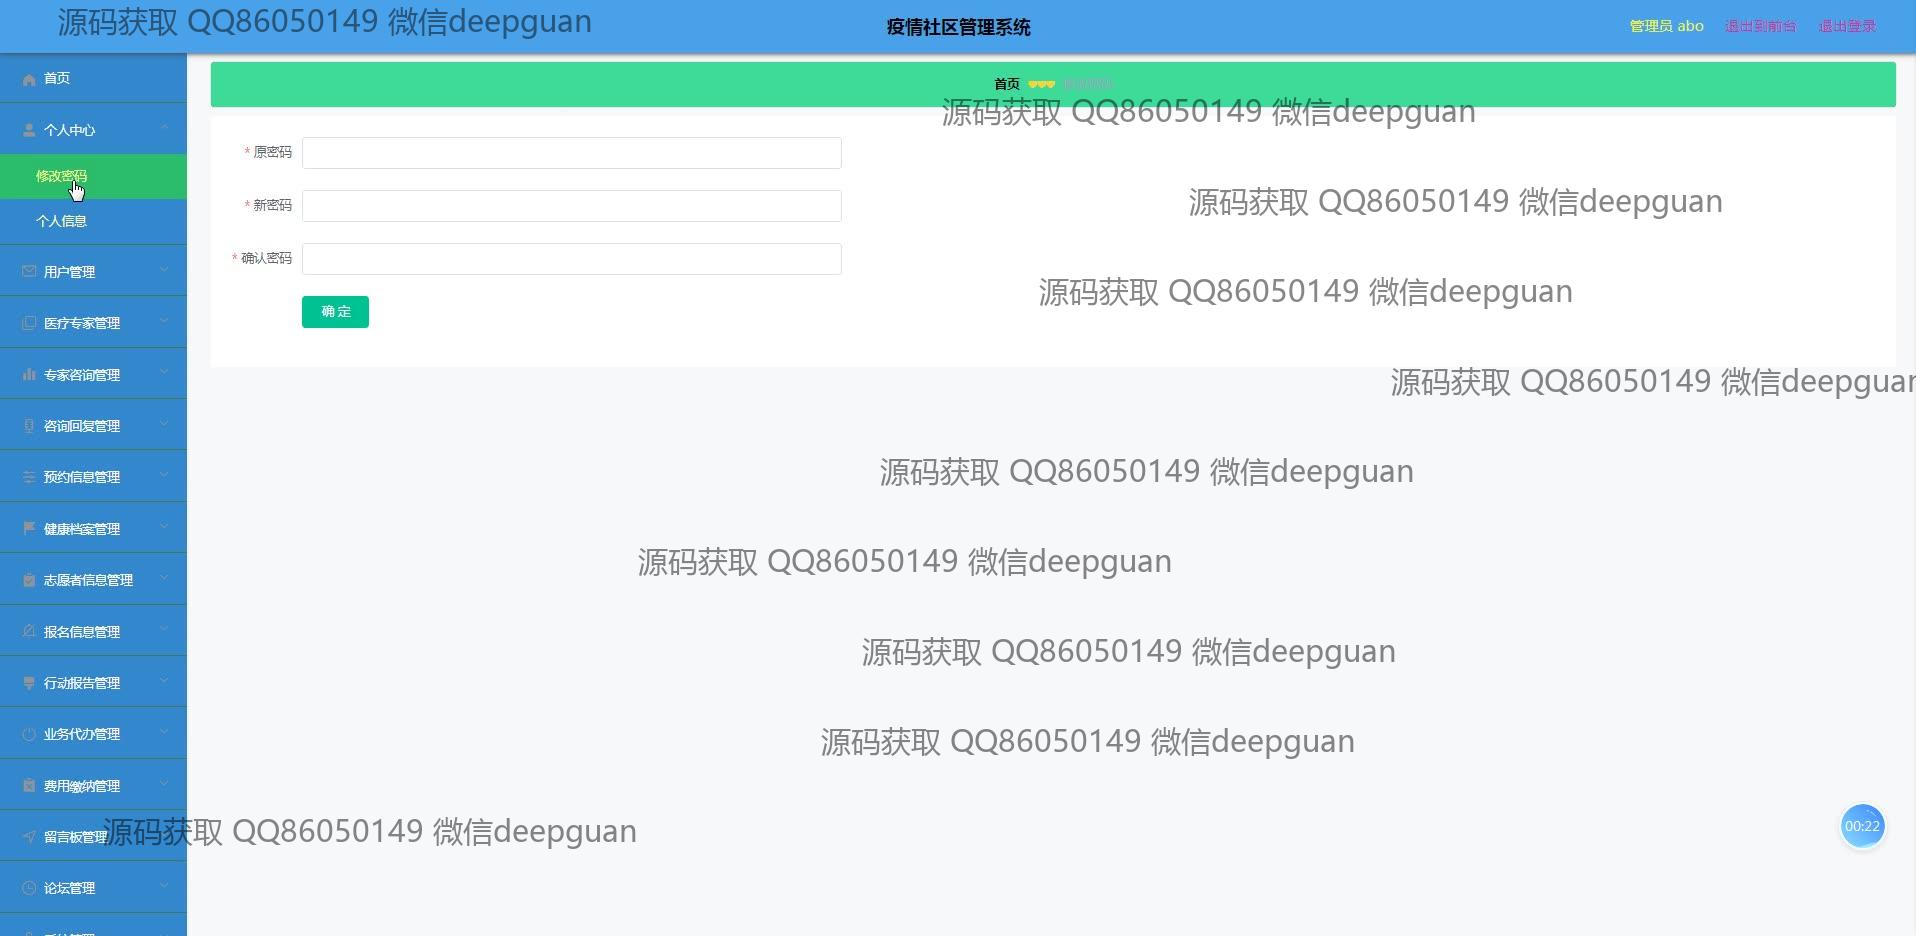 源码获取 QQ86050149 微信deepguan
疫情社区管理系统
管理员 abo
退出到前台
退出登录
首页
首页
源码获取 QQ86050149 微信deepguan
个人中心
* 原密码
修改密码
源码获取 QQ86050149 微信deepguan
* 新密码
个人信息
* 确认密码
用户管理
源码获取 QQ86050149 微信deepguan
确定
医疗专家管理
专家咨询管理
源码获取 QQ86050149 微信deepguan
咨询回复管理
预约信息管理
源码获取 QQ86050149 微信deepguan
健康档案管理
源码获取 QQ86050149 微信deepguan
志愿者信息管理
报名信息管理
源码获取 QQ86050149 微信deepguan
行动报告管理
业务代办管理
源码获取 QQ86050149 微信deepguan
费用缴纳管理
留言板管理
源码获取 QQ86050149 微信deepguan
00:22
论坛管理